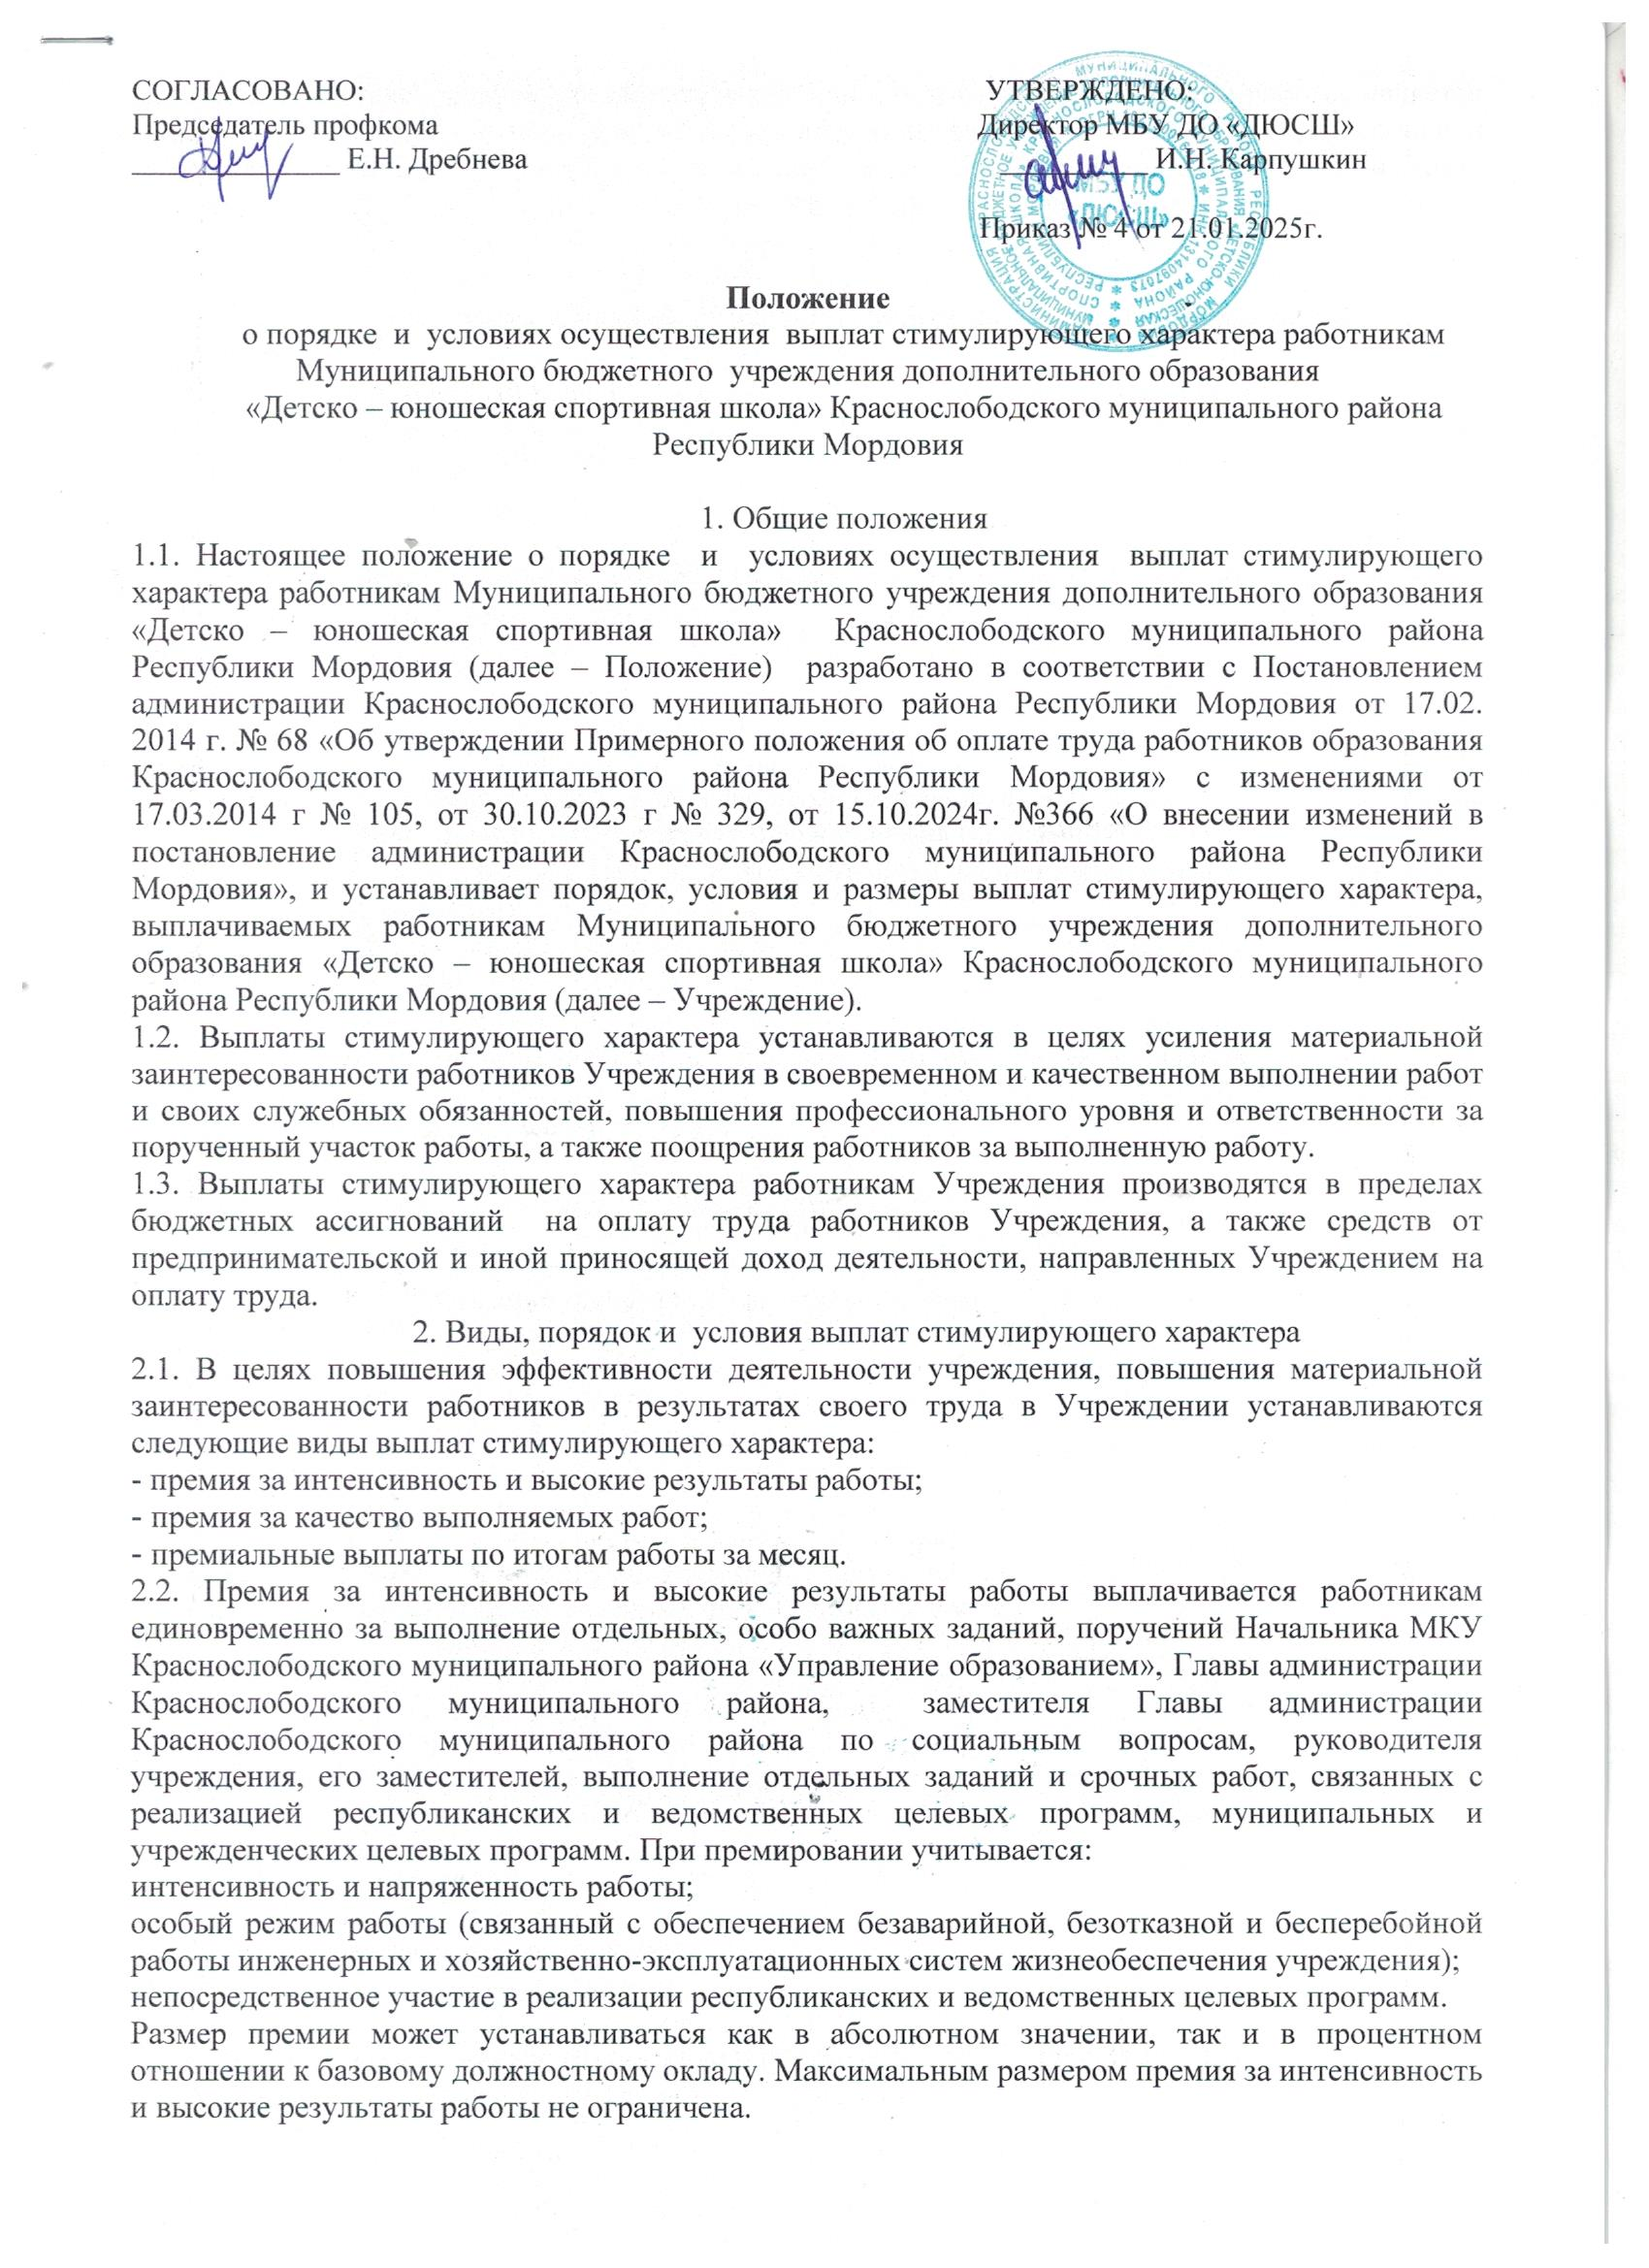 СОГЛАСОВАНО:
Председатель профкома
_______________ Е.Н. Дребнева
УТВЕРЖДЕНО:
Директор МБУ ДО «ДЮСШ»
___________ И.Н. Карпушкин
Приказ № 4 от 21.01.2025г.
МБУ ДО
«ДЮСШ»
Положение
о порядке и условиях осуществления выплат стимулирующего характера работникам
Муниципального бюджетного учреждения дополнительного образования
«Детско – юношеская спортивная школа» Краснослободского муниципального района
Республики Мордовия
1. Общие положения
1.1. Настоящее положение о порядке и условиях осуществления выплат стимулирующего
характера работникам Муниципального бюджетного учреждения дополнительного образования
«Детско – юношеская спортивная школа» Краснослободского муниципального района
Республики Мордовия (далее – Положение) разработано в соответствии с Постановлением
администрации Краснослободского муниципального района Республики Мордовия от 17.02.
2014 г. № 68 «Об утверждении Примерного положения об оплате труда работников образования
Краснослободского муниципального района Республики Мордовия» с изменениями от
17.03.2014 г № 105, от 30.10.2023 г № 329, от 15.10.2024г. №366 «О внесении изменений в
постановление администрации Краснослободского муниципального района Республики
Мордовия», и устанавливает порядок, условия и размеры выплат стимулирующего характера,
выплачиваемых работникам Муниципального бюджетного учреждения дополнительного
образования «Детско – юношеская спортивная школа» Краснослободского муниципального
района Республики Мордовия (далее – Учреждение).
1.2. Выплаты стимулирующего характера устанавливаются в целях усиления материальной
заинтересованности работников Учреждения в своевременном и качественном выполнении работ
и своих служебных обязанностей, повышения профессионального уровня и ответственности за
порученный участок работы, а также поощрения работников за выполненную работу.
1.3. Выплаты стимулирующего характера работникам Учреждения производятся в пределах
бюджетных ассигнований на оплату труда работников Учреждения, а также средств от
предпринимательской и иной приносящей доход деятельности, направленных Учреждением на
оплату труда.
2. Виды, порядок и условия выплат стимулирующего характера
2.1. В целях повышения эффективности деятельности учреждения, повышения материальной
заинтересованности работников в результатах своего труда в Учреждении устанавливаются
следующие виды выплат стимулирующего характера:
- премия за интенсивность и высокие результаты работы;
- премия за качество выполняемых работ;
- премиальные выплаты по итогам работы за месяц.
2.2. Премия за интенсивность и высокие результаты работы выплачивается работникам
единовременно за выполнение отдельных, особо важных заданий, поручений Начальника МКУ
Краснослободского муниципального района «Управление образованием», Главы администрации
Краснослободского муниципального района, заместителя Главы администрации
Краснослободского муниципального района по социальным вопросам, руководителя
учреждения, его заместителей, выполнение отдельных заданий и срочных работ, связанных с
реализацией республиканских и ведомственных целевых программ, муниципальных и
учрежденческих целевых программ. При премировании учитывается:
интенсивность и напряженность работы;
особый режим работы (связанный с обеспечением безаварийной, безотказной и бесперебойной
работы инженерных и хозяйственно-эксплуатационных систем жизнеобеспечения учреждения);
непосредственное участие в реализации республиканских и ведомственных целевых программ.
Размер премии может устанавливаться как в абсолютном значении, так и в процентном
отношении к базовому должностному окладу. Максимальным размером премия за интенсивность
и высокие результаты работы не ограничена.